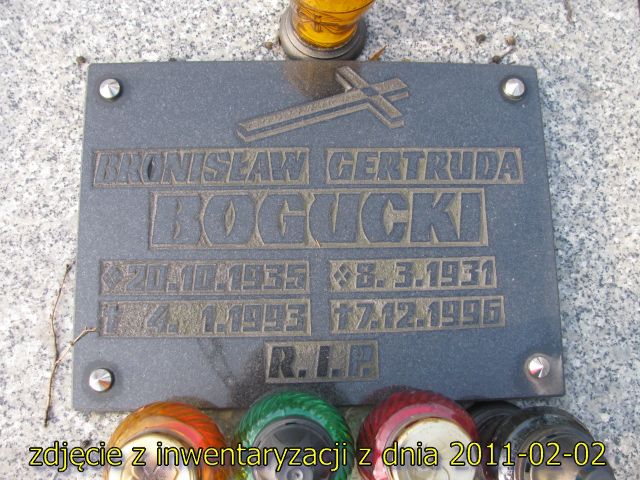 BRONISŁAW GERTRUDA
BOGUCKI
20.10.1935 8.3.1931
† 4. 1.1993 †7.12.1996
R.I.P.
zdjęcie z inwentaryzacji z dnia 2011-02-02